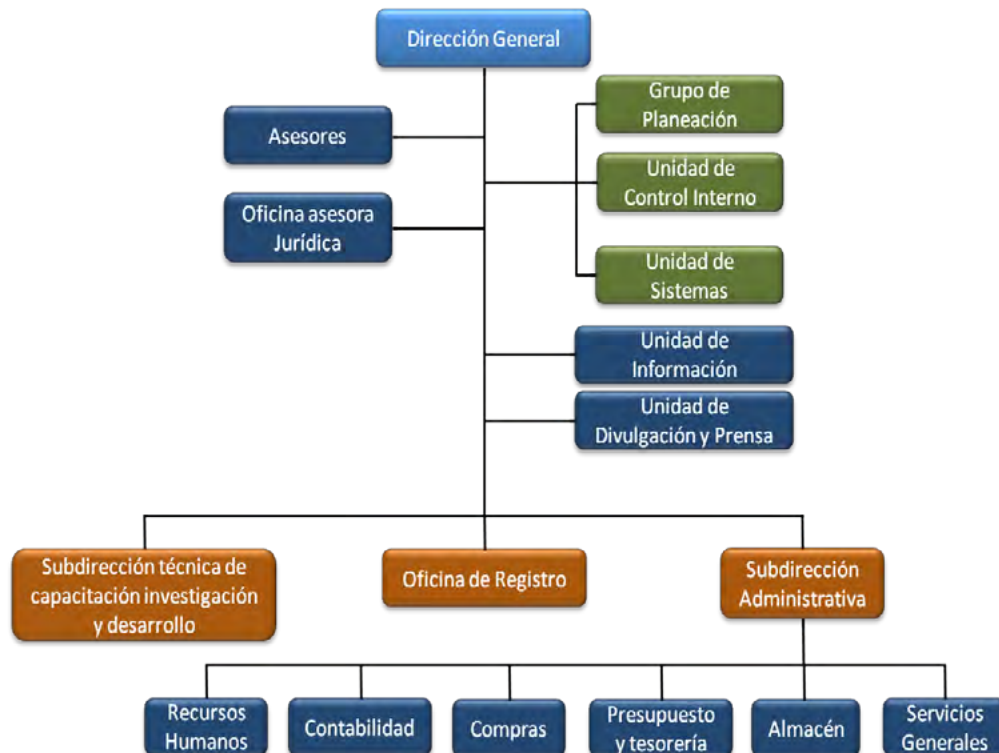 Dirección General
Asesores
Oficina asesora
Jurídica
Grupo de
Planeación
Unidad de
Control Interno
Unidad de
Sistemas
Unidad de
Información
Unidad de
Divulgación y Prensa
Subdirección técnica de
capacitación investigación
y desarrollo
Oficina de Registro
Subdirección
Administrativa
Recursos
Humanos
Contabilidad
Compras
Presupuesto
y tesorería
Almacén
Servicios
Generales